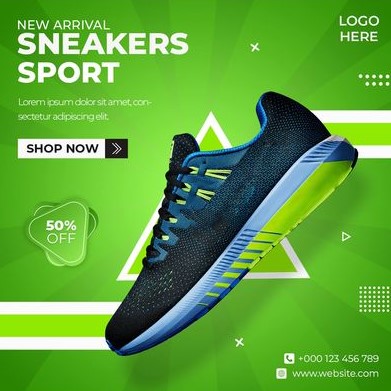 NEW ARRIVAL
SNEAKERS
SPORT
Lorem ipsum dolor sit amet, con-
sectetur adipiscing elit.
SHOP NOW
50%
OFF
LOGO
HERE
+000 123 456 789
www.website.com